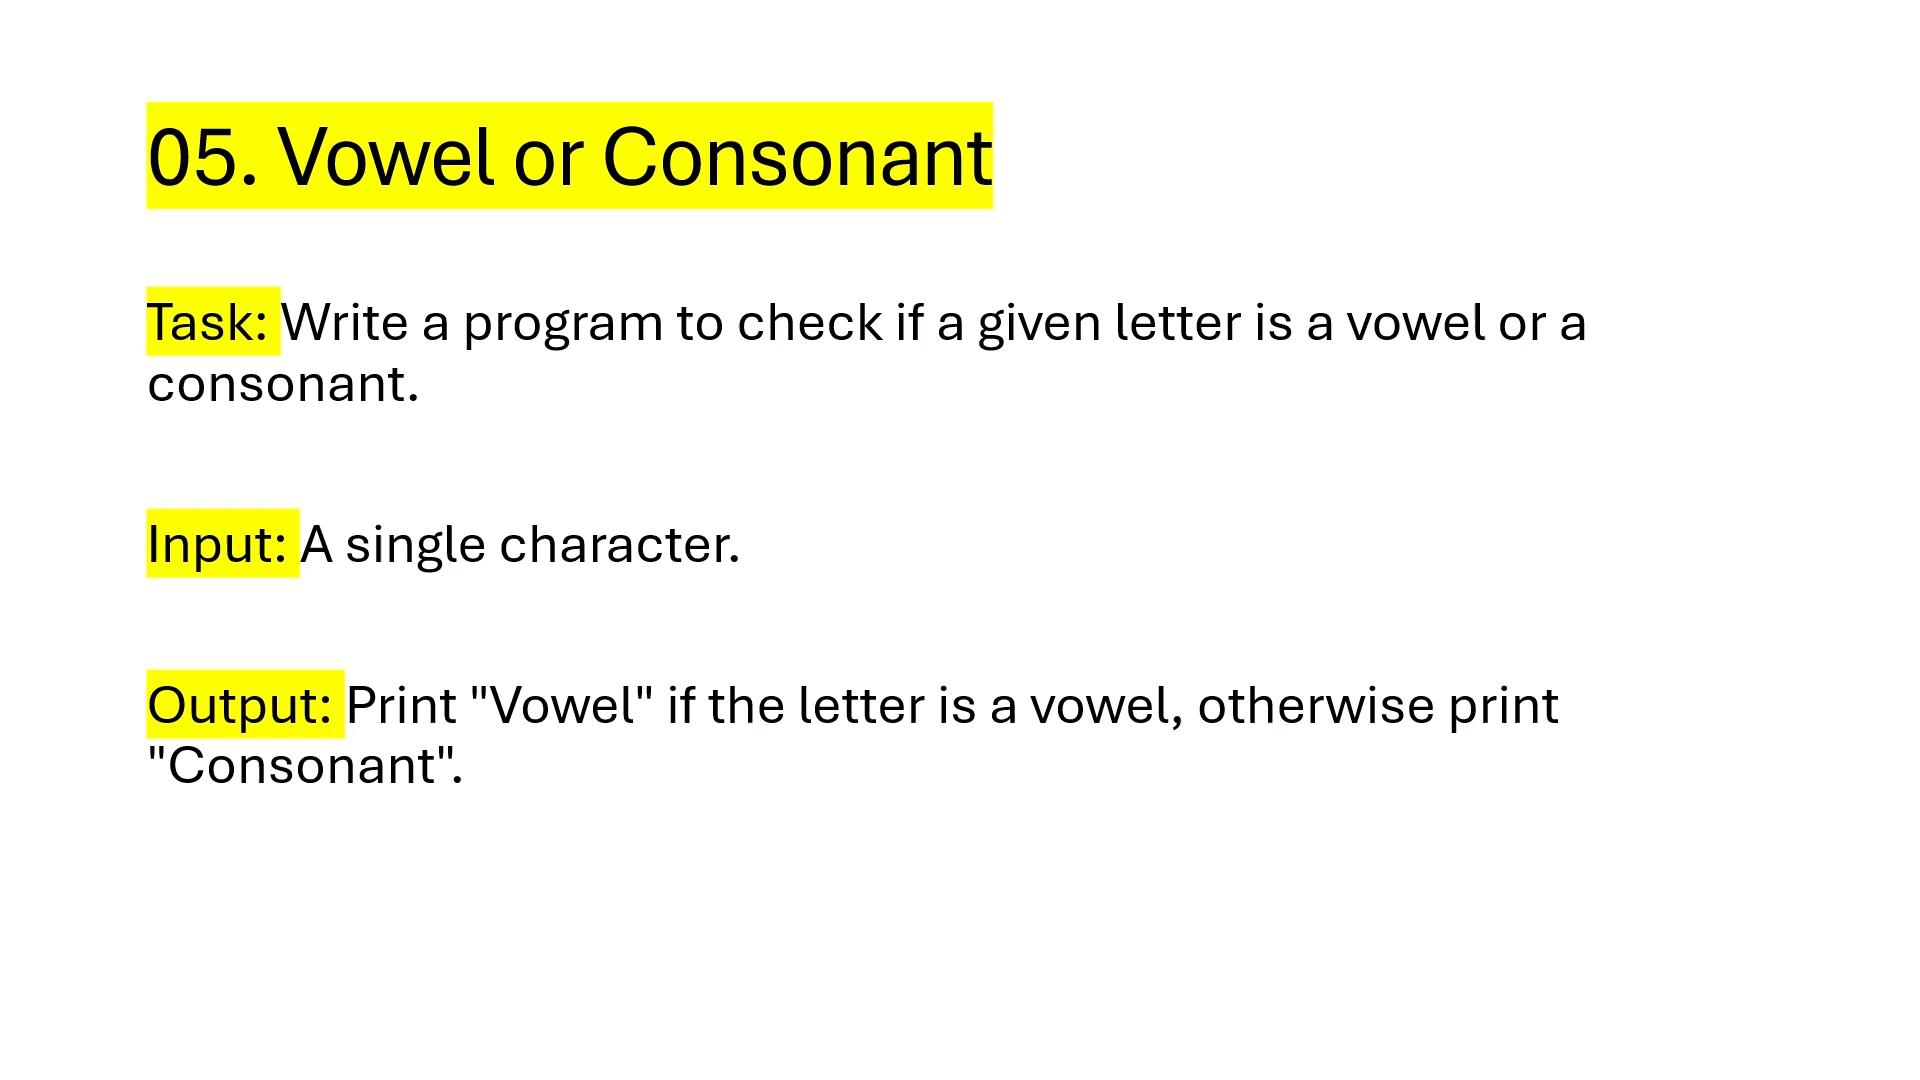 05. Vowel or Consonant
Task: Write a program to check if a given letter is a vowel or a
consonant.
Input: A single character.
Output: Print "Vowel" if the letter is a vowel, otherwise print
"Consonant".